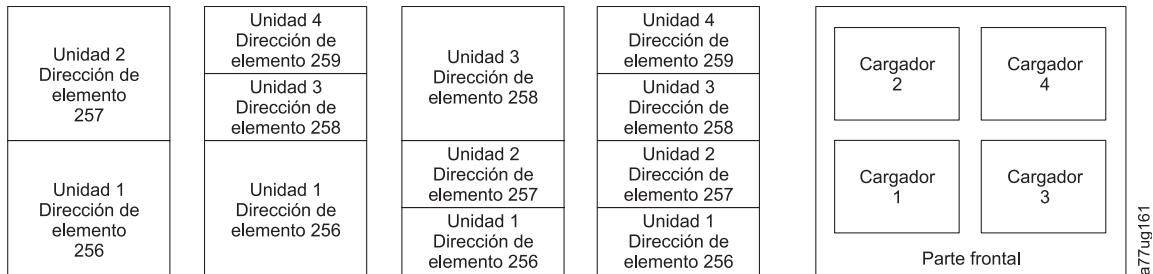 Unidad 2
Dirección de
elemento
257
Unidad 1
Dirección de
elemento
256
Unidad 4
Dirección de
elemento 259
Unidad 3
Dirección de
elemento 258
Unidad 1
Dirección de
elemento 256
Unidad 3
Dirección de
elemento 258
Unidad 2
Dirección de
elemento 257
Unidad 1
Dirección de
elemento 256
Unidad 4
Dirección de
elemento 259
Unidad 3
Dirección de
elemento 258
Unidad 2
Dirección de
elemento 257
Unidad 1
Dirección de
elemento 256
Cargador
2
Cargador
4
Cargador
1
Cargador
3
Parte frontal
a77ug161